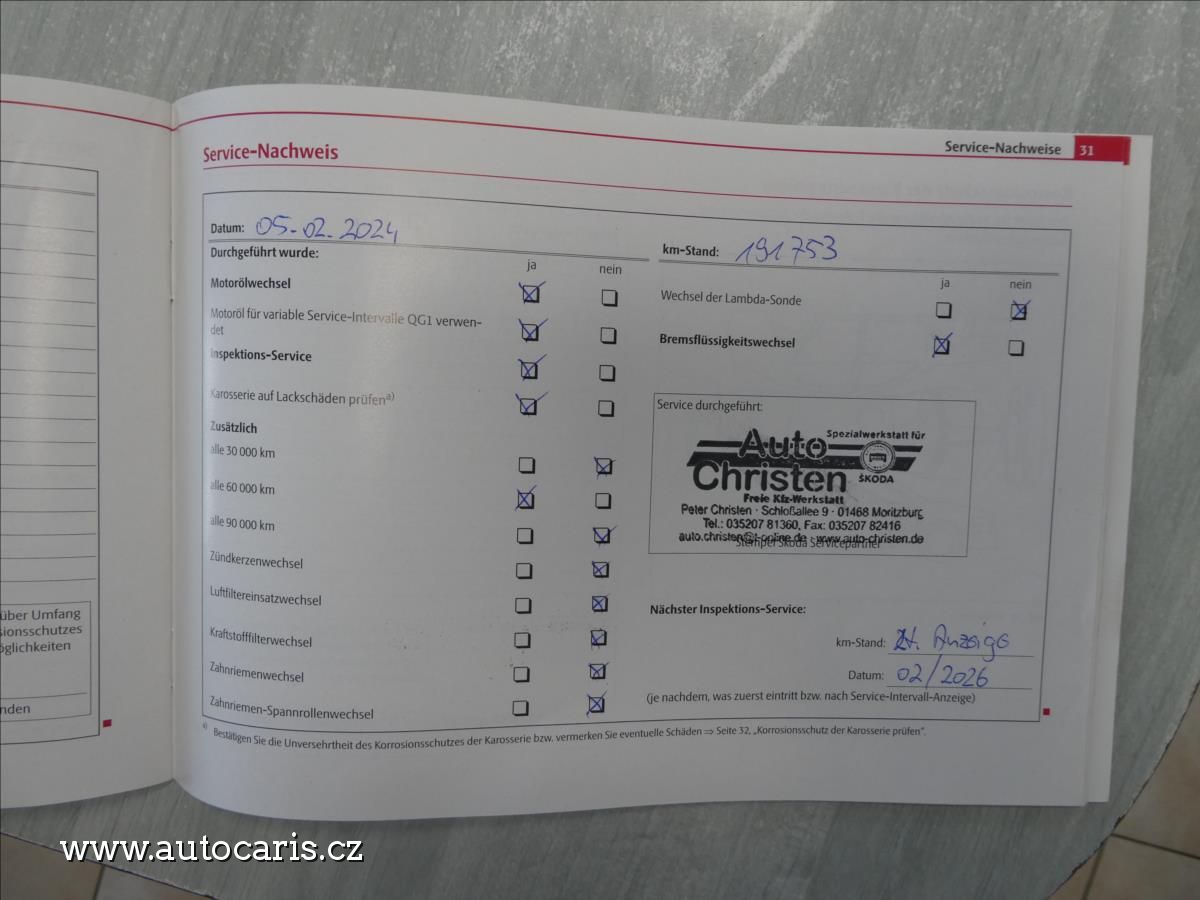 Service-Nachweise 31
Service-Nachweis
Datum: 05.02.2024
km-Stand: 191753
Durchgeführt wurde:
ja nein
Motorölwechsel
Motoröl für variable Service-Intervalle QG1 verwen-
det
Inspektions-Service
Karosserie auf Lackschäden prüfena)
Zusätzlich
alle 30 000 km
alle 60 000 km
alle 90 000 km
Zündkerzenwechsel
Luftfiltereinsatzwechsel
Kraftstofffilterwechsel
Zahnriemenwechsel
Zahnriemen-Spannrollenwechsel
ja nein
Wechsel der Lambda-Sonde
Bremsflüssigkeitswechsel
Service durchgeführt:
Auto Christen
Spezialwerkstatt für
ŠKODA
Freie Kfz-Werkstatt
Peter Christen · Schloßallee 9 · 01468 Moritzburg
Tel.: 035207 81360, Fax: 035207 82416
auto.christen@t-online.de · www.auto-christen.de
Stempel Škoda Servicepartner
Nächster Inspektions-Service:
km-Stand: lt. Anzeige
Datum: 02/2026
(je nachdem, was zuerst eintritt bzw. nach Service-Intervall-Anzeige)
a) Bestätigen Sie die Unversehrtheit des Korrosionsschutzes der Karosserie bzw. vermerken Sie eventuelle Schäden ⇒ Seite 32, „Korrosionsschutz der Karosserie prüfen“.
über Umfang
sionsschutzes
öglichkeiten
nden
www.autocaris.cz